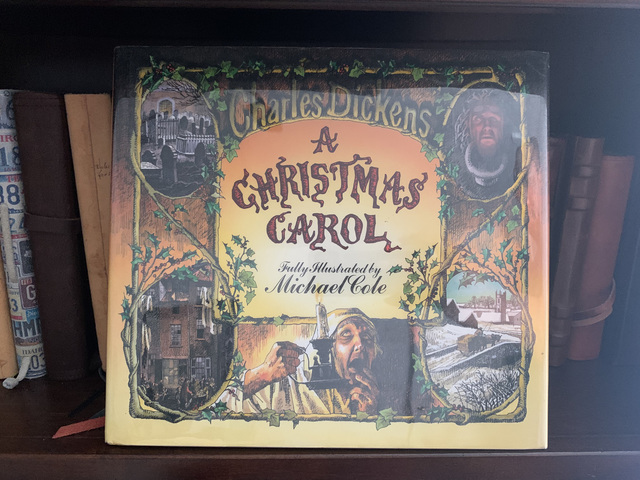 Charles Dickens'
A
CHRISTMAS
CAROL
Fully Illustrated by
Michael Cole